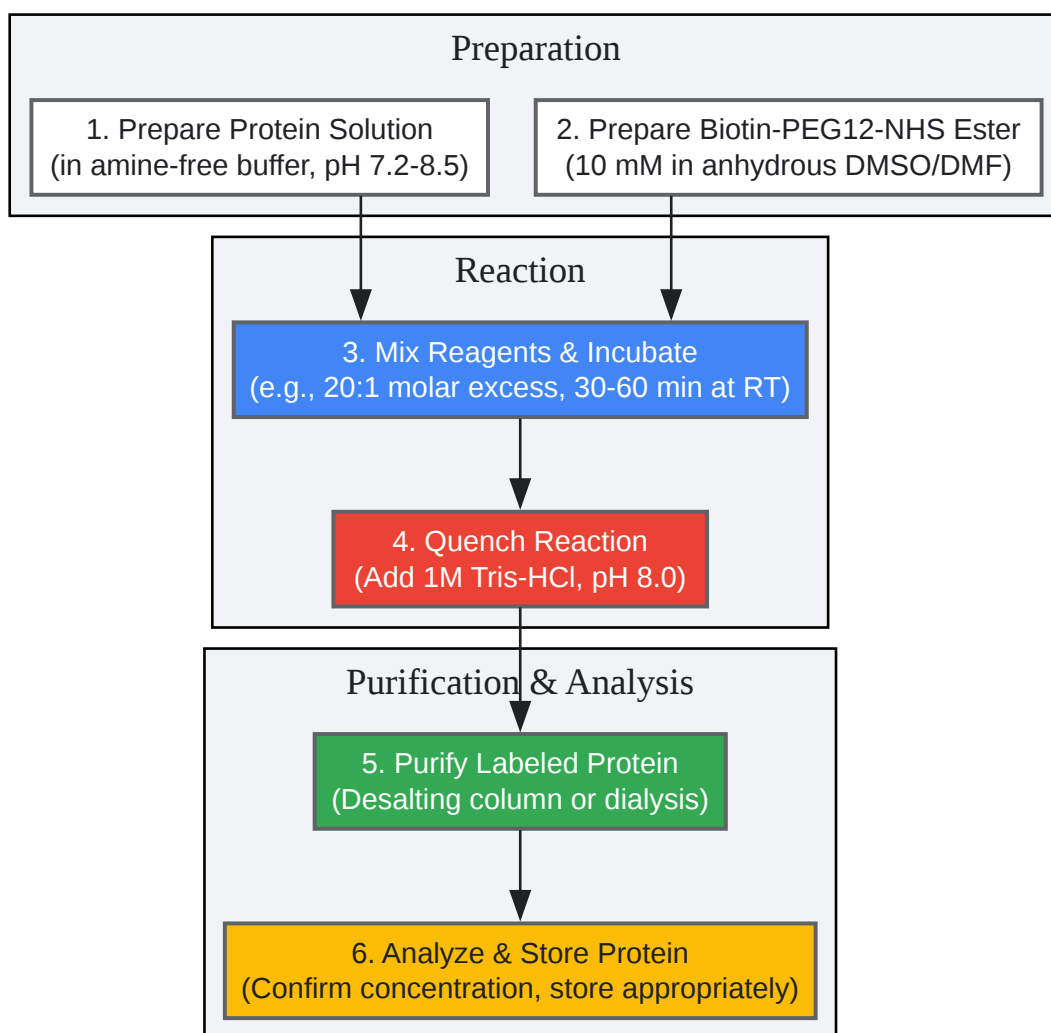 Preparation
1. Prepare Protein Solution
(in amine-free buffer, pH 7.2-8.5)
2. Prepare Biotin-PEG12-NHS Ester
(10 mM in anhydrous DMSO/DMF)
Reaction
3. Mix Reagents & Incubate
(e.g., 20:1 molar excess, 30-60 min at RT)
4. Quench Reaction
(Add 1M Tris-HCl, pH 8.0)
Purification & Analysis
5. Purify Labeled Protein
(Desalting column or dialysis)
6. Analyze & Store Protein
(Confirm concentration, store appropriately)